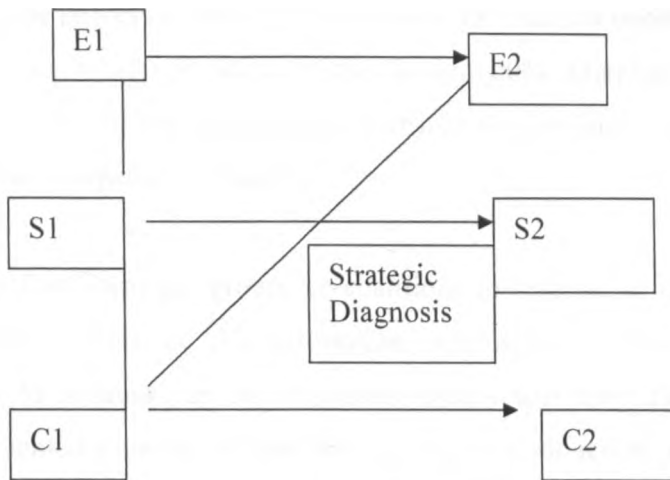 E1
E2
S1
S2
Strategic
Diagnosis
C1
C2